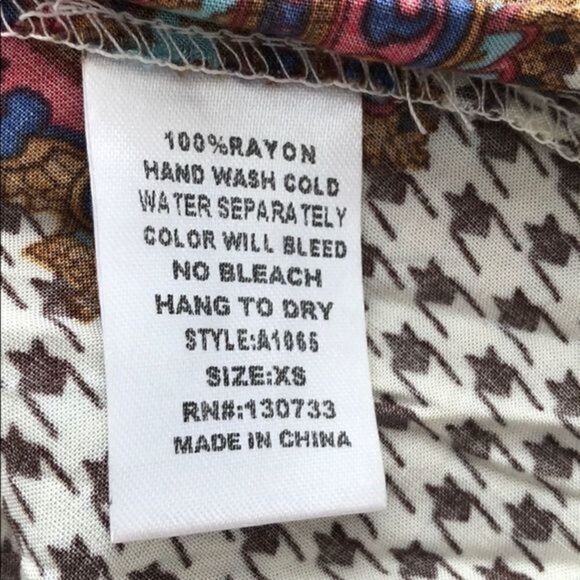 100%RAYON
HAND WASH COLD
WATER SEPARATELY
COLOR WILL BLEED
NO BLEACH
HANG TO DRY
STYLE:A1065
SIZE:XS
RN#:130733
MADE IN CHINA